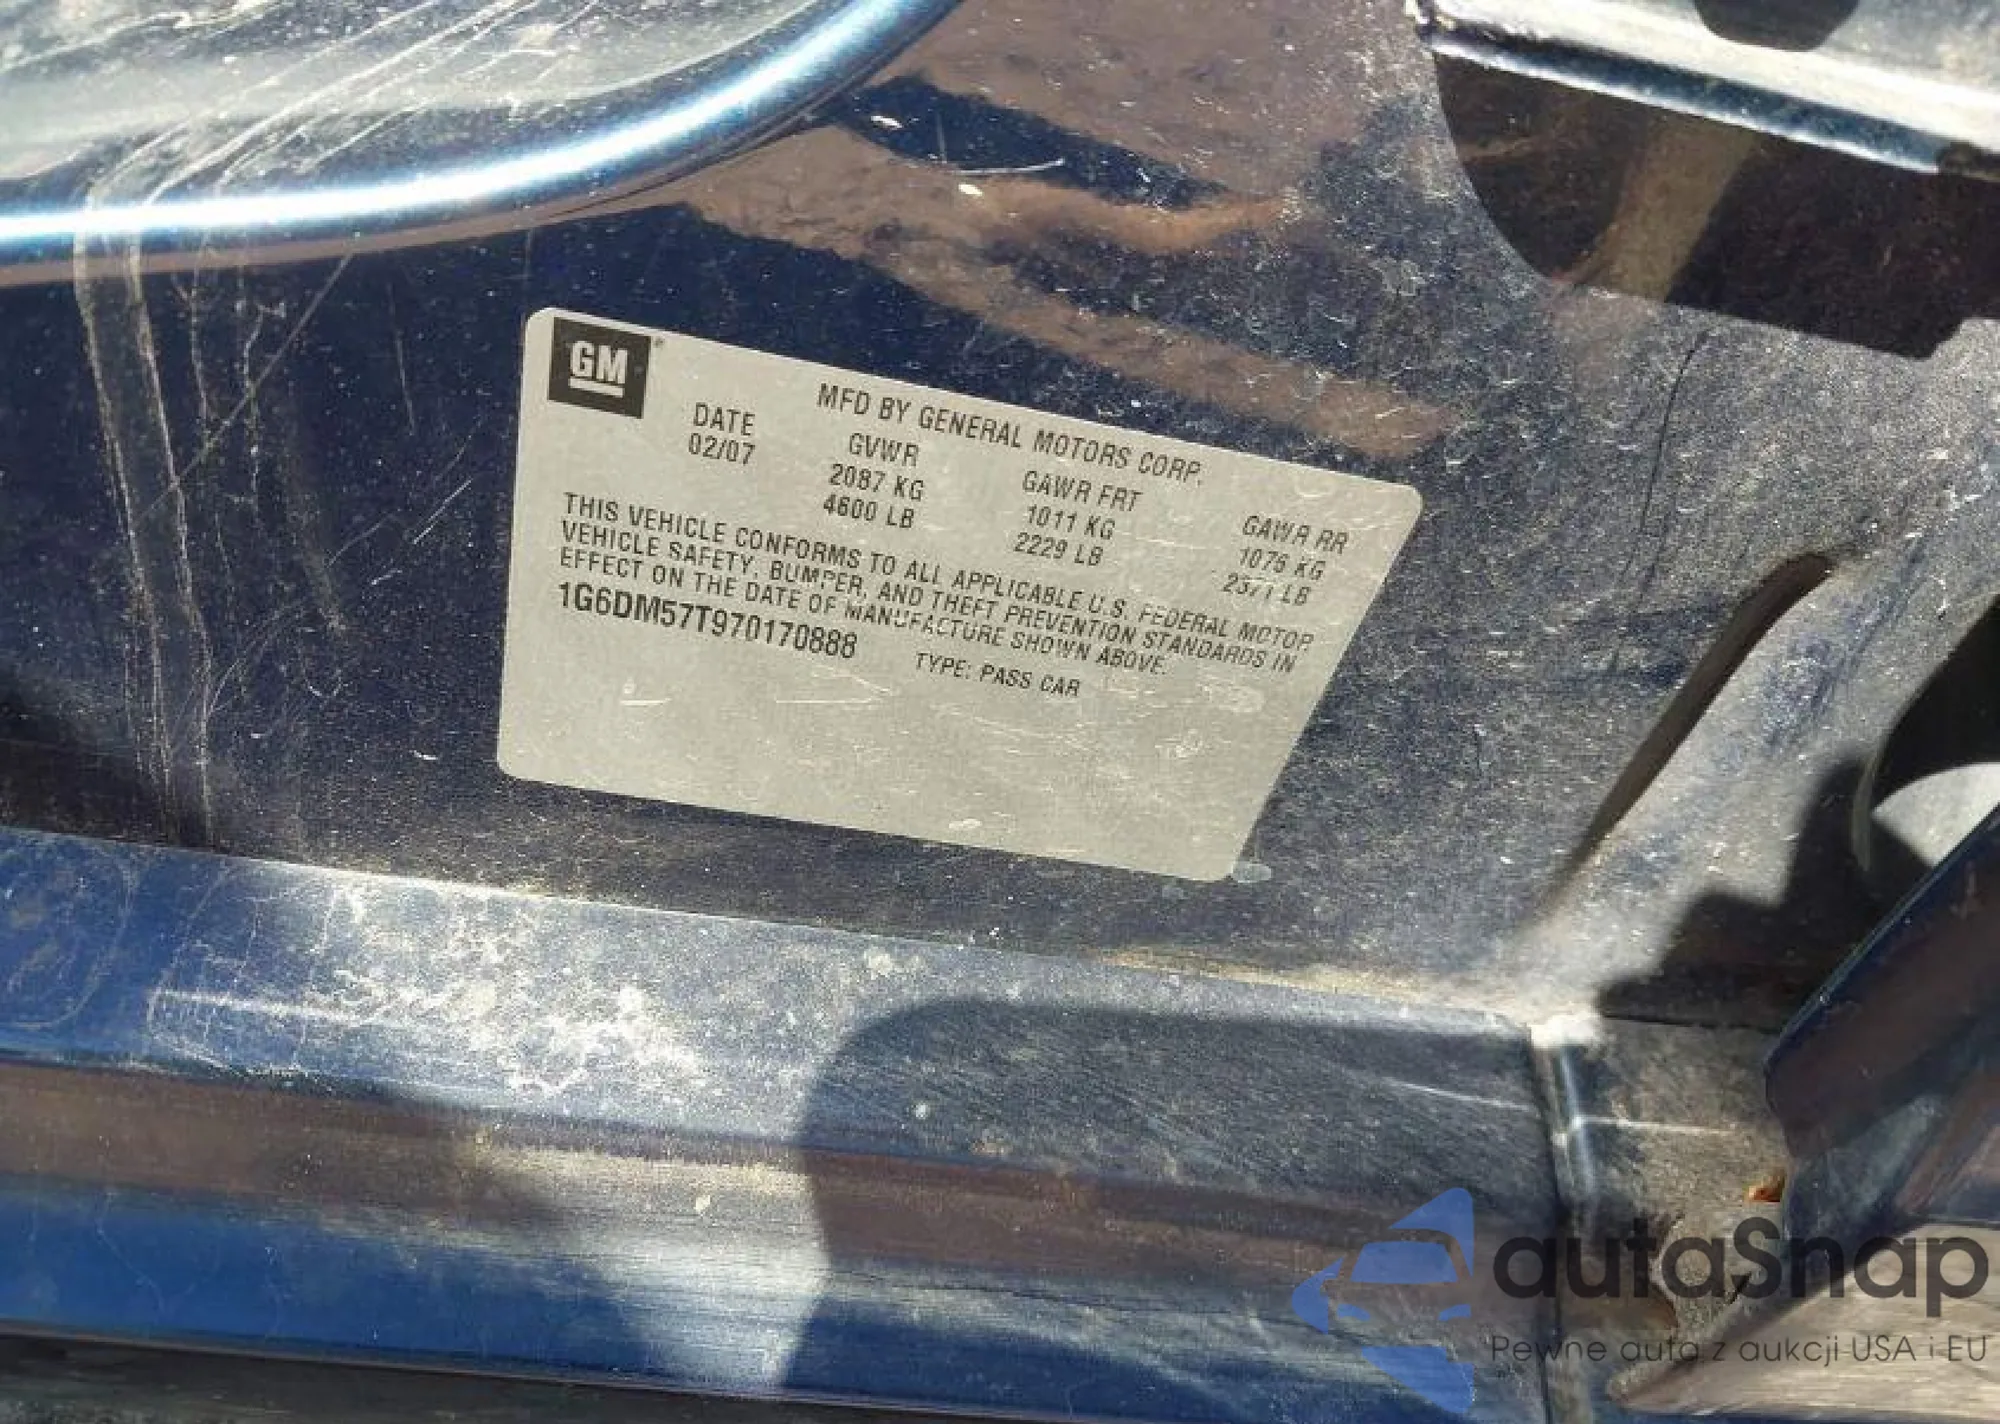 GM
MFD BY GENERAL MOTORS CORP.
DATE GVWR GAWR FRT GAWR RR
02/07 2087 KG 1011 KG 1076 KG
4600 LB 2229 LB 2371 LB
THIS VEHICLE CONFORMS TO ALL APPLICABLE U.S. FEDERAL MOTOR
VEHICLE SAFETY, BUMPER, AND THEFT PREVENTION STANDARDS IN
EFFECT ON THE DATE OF MANUFACTURE SHOWN ABOVE.
1G6DM57T970170888 TYPE: PASS CAR
autaSnap
Pewne auta z aukcji USA i EU